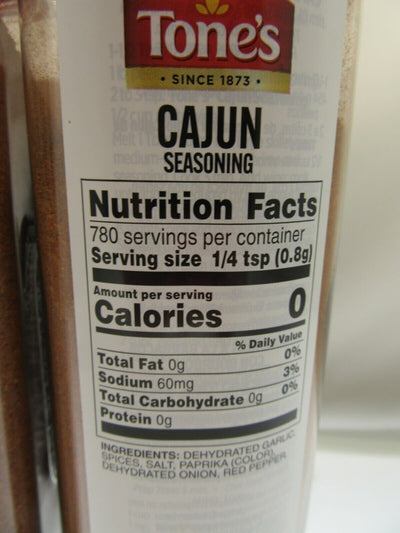 Tone's
• SINCE 1873 •
CAJUN
SEASONING
Nutrition Facts
780 servings per container
Serving size 1/4 tsp (0.8g)
Amount per serving
Calories 0
% Daily Value
Total Fat 0g 0%
Sodium 60mg 3%
Total Carbohydrate 0g 0%
Protein 0g
INGREDIENTS: DEHYDRATED GARLIC,
SPICES, SALT, PAPRIKA (COLOR),
DEHYDRATED ONION, RED PEPPER.